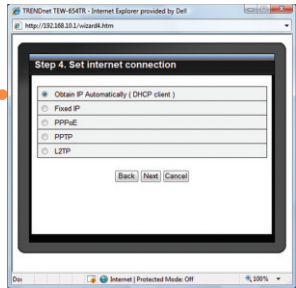 TRENDnet TEW-654TR - Internet Explorer provided by Dell
http://192.168.10.1/wizard4.htm
Step 4. Set internet connection
Obtain IP Automatically ( DHCP client )
Fixed IP
PPPoE
PPTP
L2TP
Back Next Cancel
Internet | Protected Mode: Off 100%